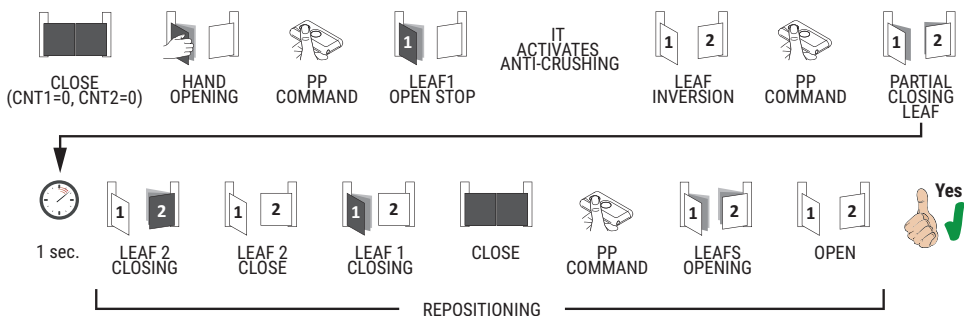 1
1
2
1
2
CLOSE
(CNT1=0, CNT2=0)
HAND
OPENING
PP
COMMAND
LEAF1
OPEN STOP
IT
ACTIVATES
ANTI-CRUSHING
LEAF
INVERSION
PP
COMMAND
PARTIAL
CLOSING
LEAF
1
2
1
2
1
2
1
2
1
2
Yes
1 sec.
LEAF 2
CLOSING
LEAF 2
CLOSE
LEAF 1
CLOSING
CLOSE
PP
COMMAND
LEAFS
OPENING
OPEN
REPOSITIONING